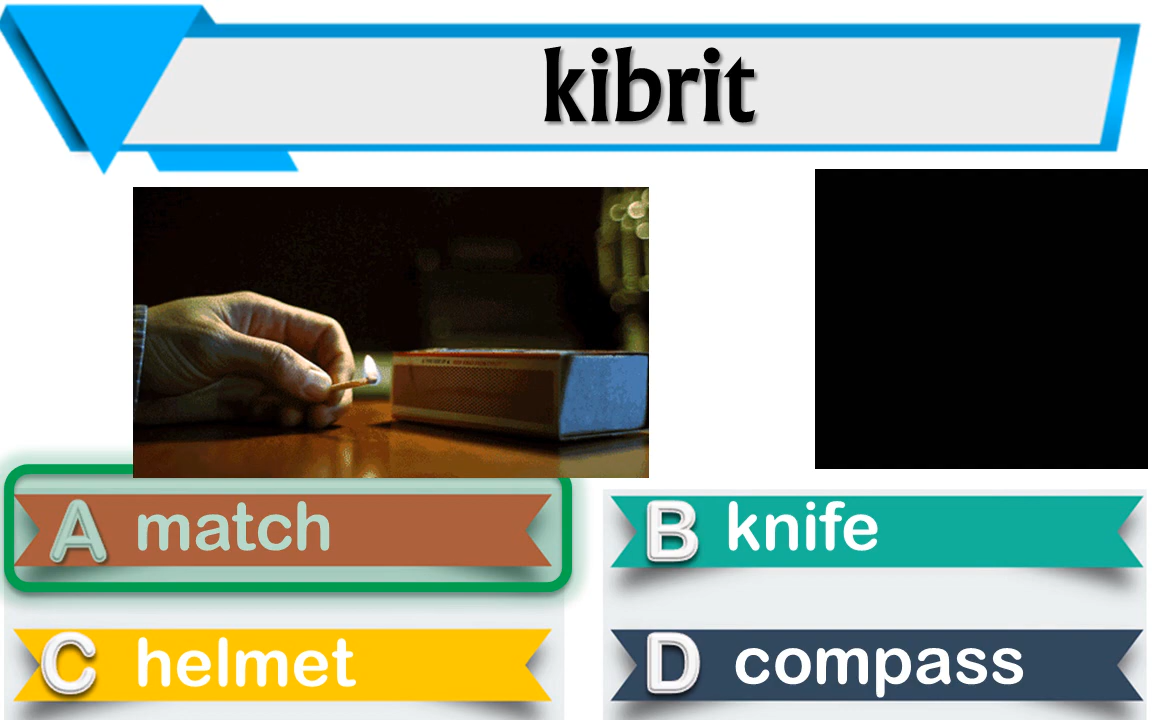 kibrit
A match
B knife
C helmet
D compass